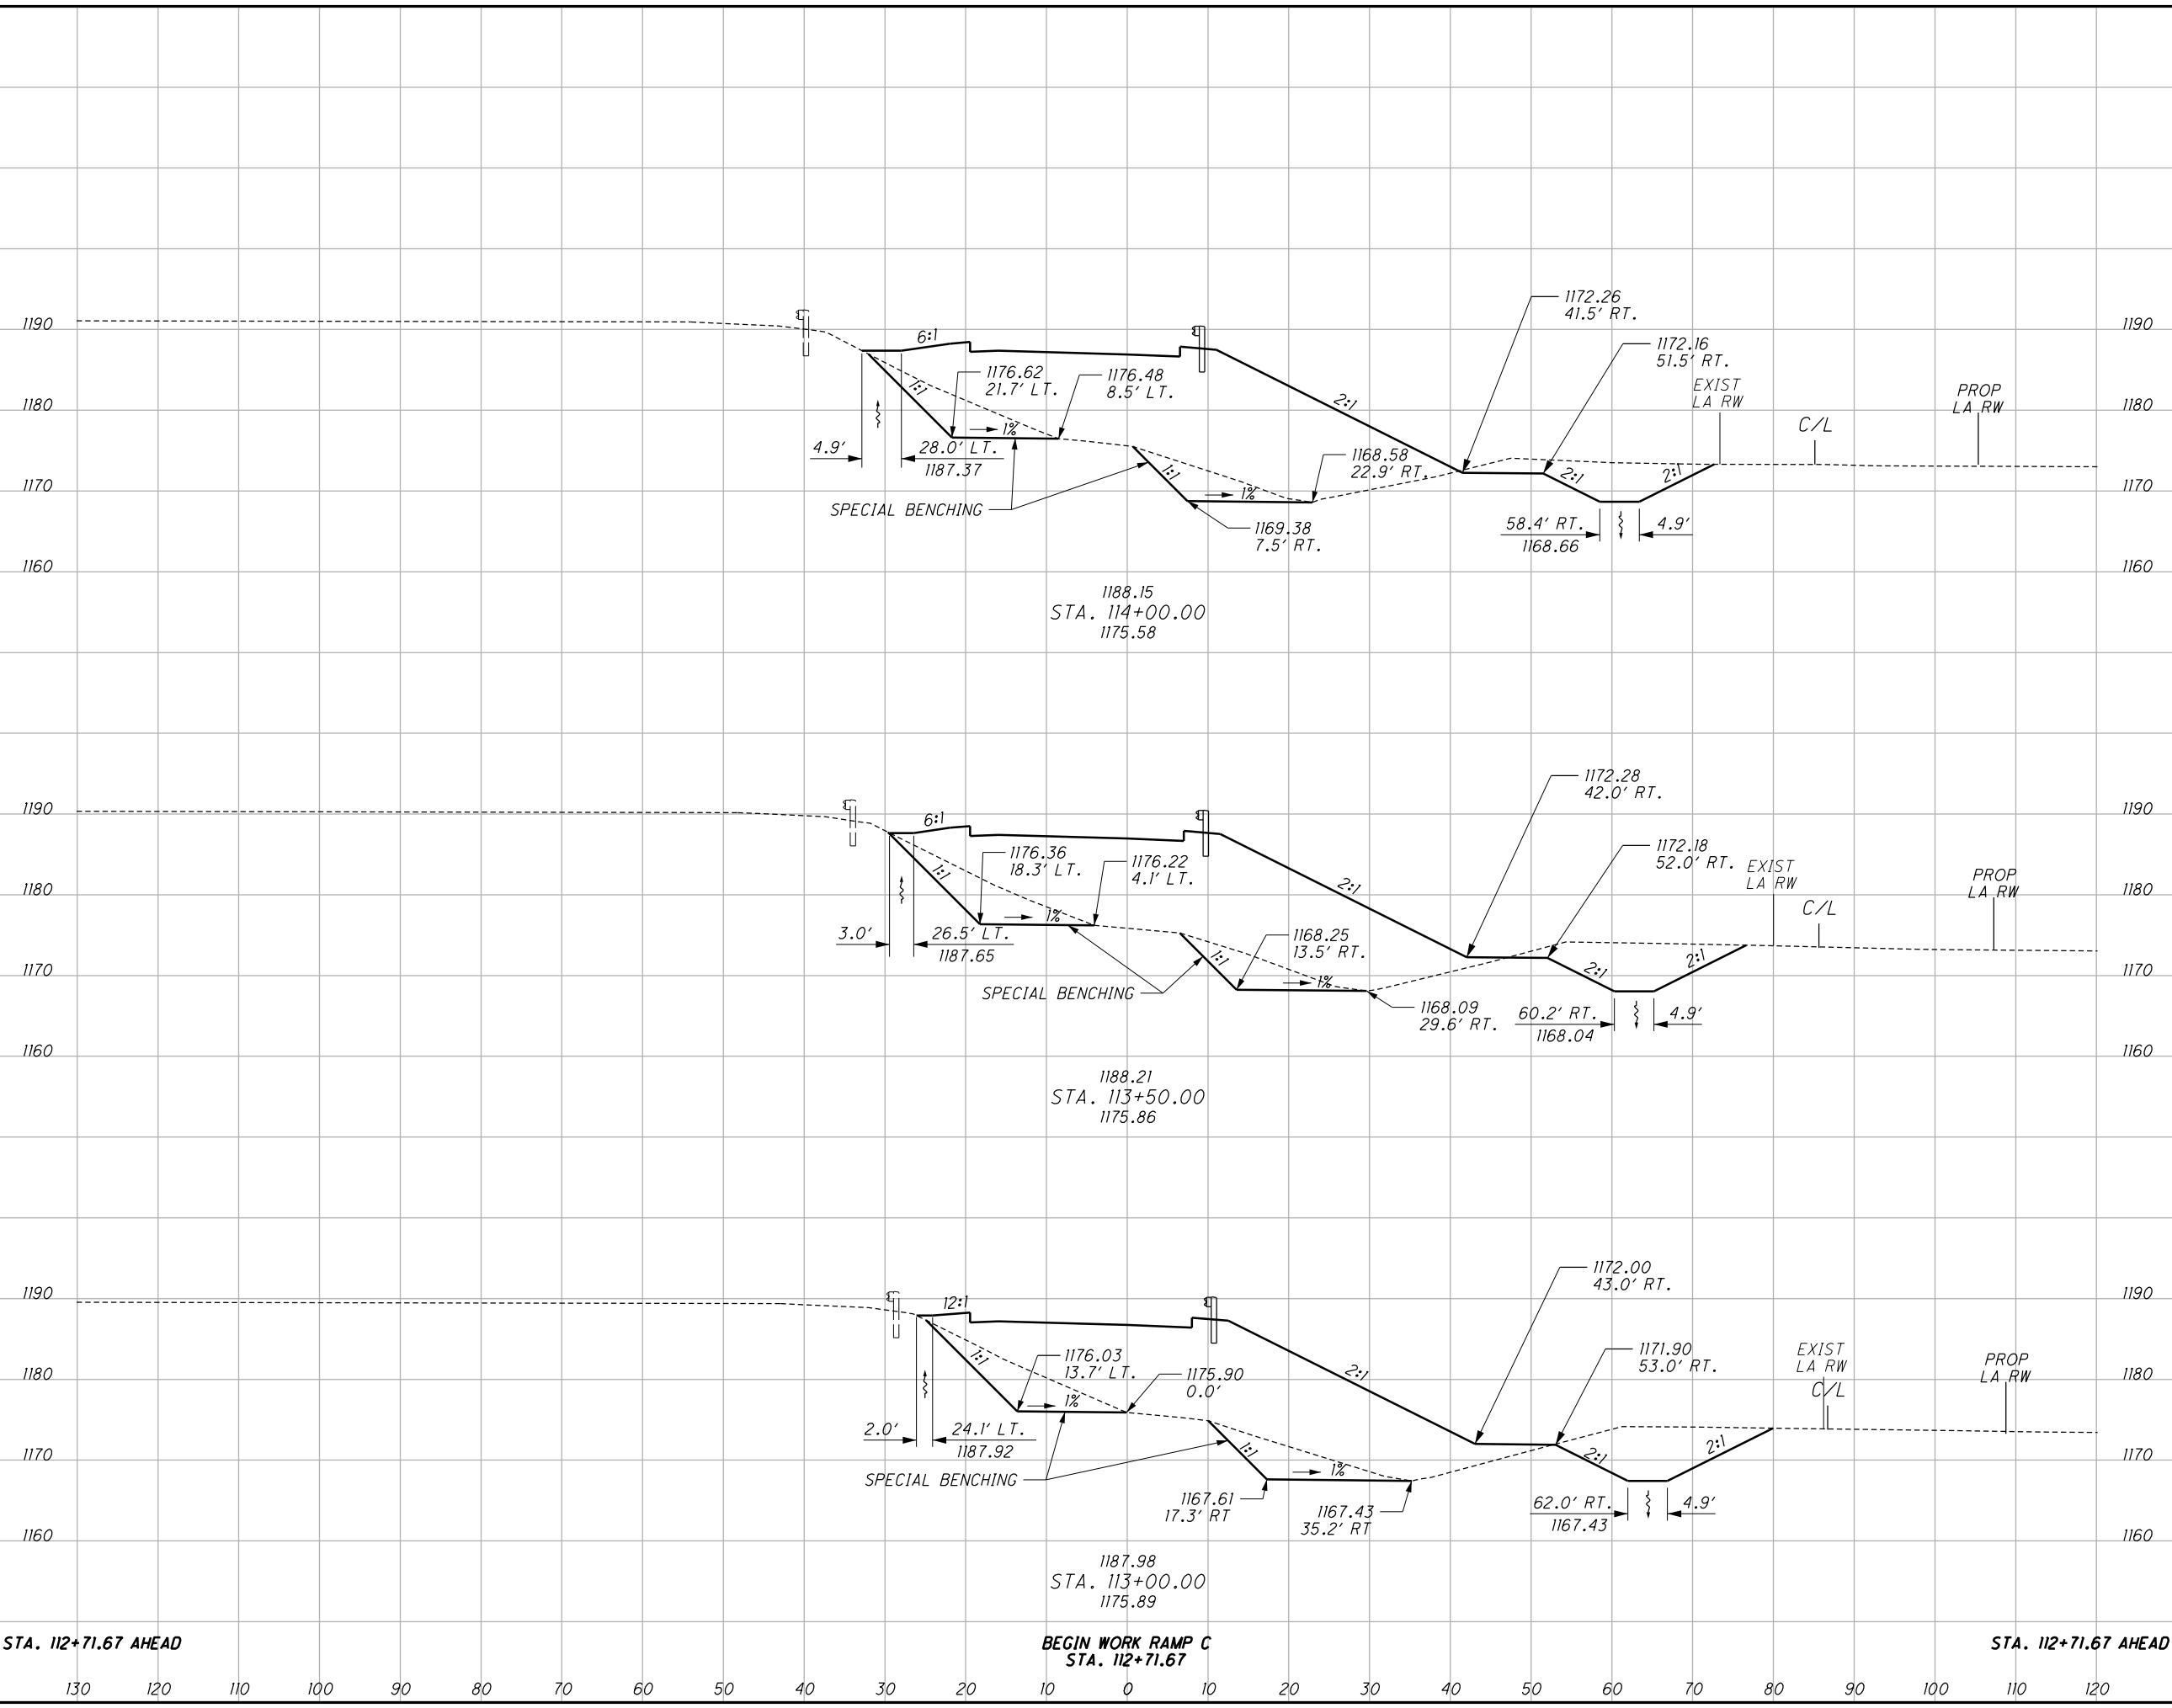 1190
1190
6:1
1172.26
41.5' RT.
1172.16
51.5' RT.
EXIST
LA RW
PROP
LA RW
C/L
1176.62
21.7' LT.
1176.48
8.5' LT.
1:1
2:1
1180
1180
1%
4.9'
28.0' LT.
1187.37
1168.58
22.9' RT.
1:1
1%
2:1
2:1
1170
1170
SPECIAL BENCHING
1169.38
7.5' RT.
58.4' RT.
1168.66
4.9'
1160
1160
1188.15
STA. 114+00.00
1175.58
1190
1190
6:1
1172.28
42.0' RT.
1172.18
52.0' RT.
EXIST
LA RW
PROP
LA RW
C/L
1176.36
18.3' LT.
1176.22
4.1' LT.
1:1
2:1
1180
1180
1%
3.0'
26.5' LT.
1187.65
1168.25
13.5' RT.
1:1
1%
2:1
2:1
1170
1170
SPECIAL BENCHING
1168.09
29.6' RT.
60.2' RT.
1168.04
4.9'
1160
1160
1188.21
STA. 113+50.00
1175.86
1190
1190
12:1
1172.00
43.0' RT.
1171.90
53.0' RT.
EXIST
LA RW
C/L
PROP
LA RW
1:1
1176.03
13.7' LT.
1175.90
0.0'
2:1
1180
1180
1%
2.0'
24.1' LT.
1187.92
1:1
1%
2:1
2:1
1170
1170
SPECIAL BENCHING
1167.61
17.3' RT
1167.43
35.2' RT
62.0' RT.
1167.43
4.9'
1160
1160
1187.98
STA. 113+00.00
1175.89
STA. 112+71.67 AHEAD
BEGIN WORK RAMP C
STA. 112+71.67
STA. 112+71.67 AHEAD
130 120 110 100 90 80 70 60 50 40 30 20 10 0 10 20 30 40 50 60 70 80 90 100 110 120